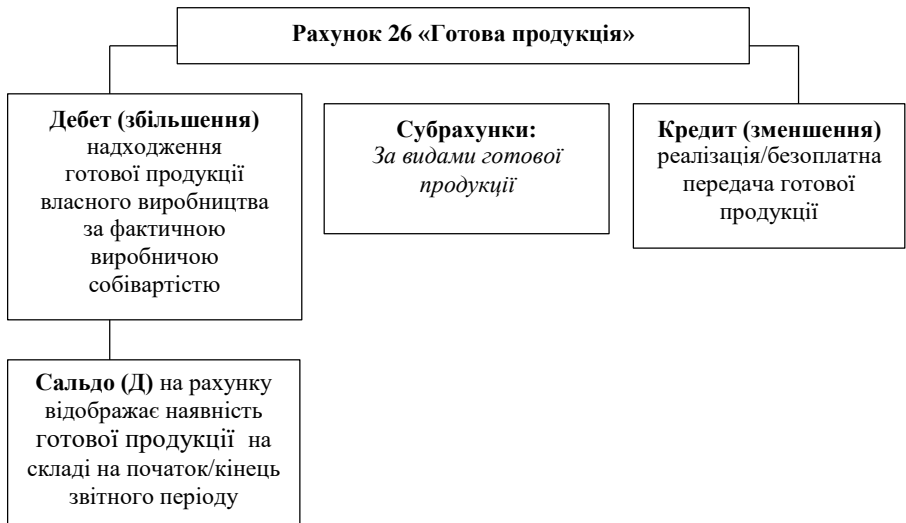 Рахунок 26 «Готова продукція»
Дебет (збільшення)
надходження
готової продукції
власного виробництва
за фактичною
виробничою
собівартістю
Субрахунки:
За видами готової
продукції
Кредит (зменшення)
реалізація/безоплатна
передача готової
продукції
Сальдо (Д) на рахунку
відображає наявність
готової продукції на
складі на початок/кінець
звітного періоду